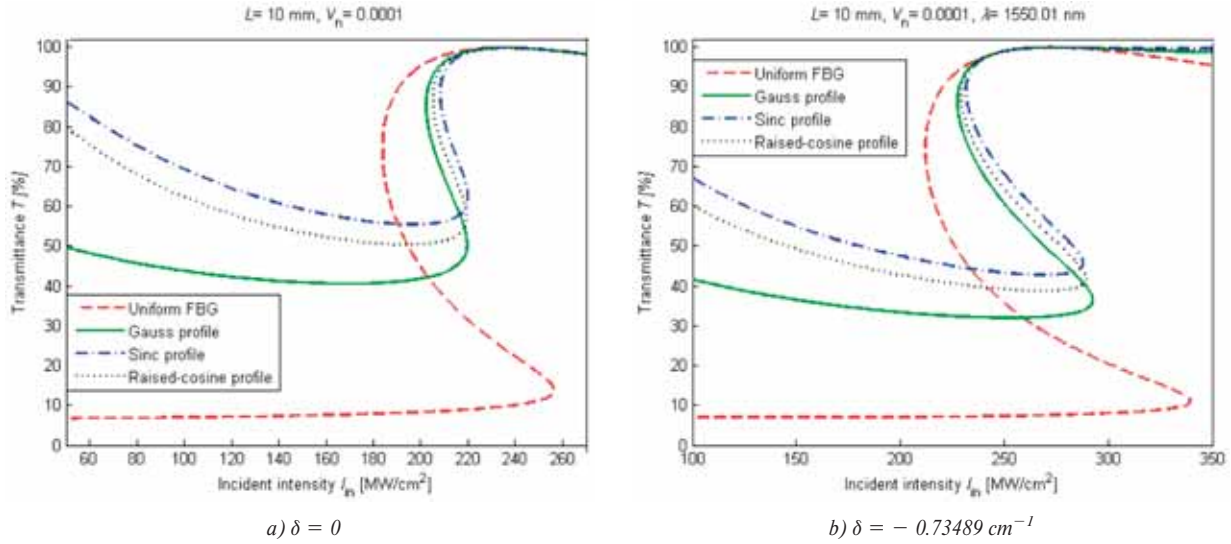 L= 10 mm, V_n= 0.0001
Transmittance T [%]
100
90
80
70
60
50
40
30
20
10
0
Uniform FBG
Gauss profile
Sinc profile
Raised-cosine profile
60 80 100 120 140 160 180 200 220 240 260
Incident intensity I_in [MW/cm²]
a) δ = 0
L= 10 mm, V_n= 0.0001, λ= 1550.01 nm
Transmittance T [%]
100
90
80
70
60
50
40
30
20
10
0
Uniform FBG
Gauss profile
Sinc profile
Raised-cosine profile
100 150 200 250 300 350
Incident intensity I_in [MW/cm²]
b) δ = − 0.73489 cm⁻¹